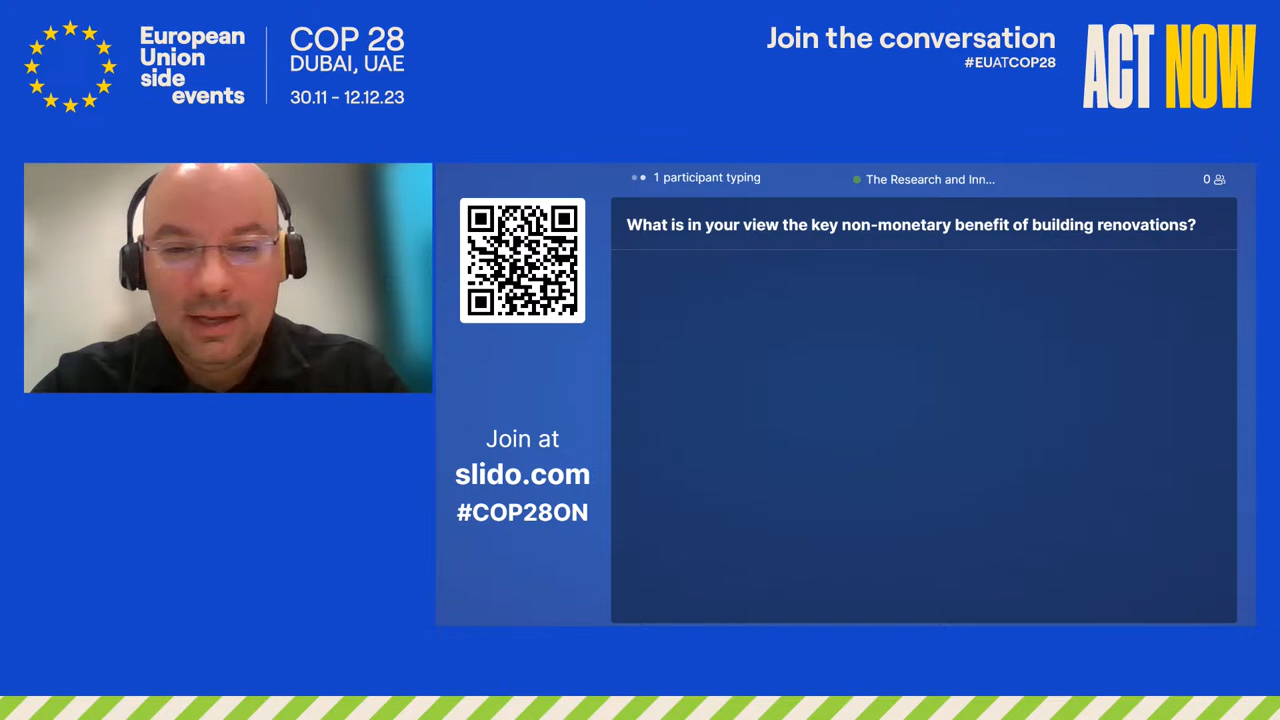 European
Union
side
events
COP 28
DUBAI, UAE
30.11 – 12.12.23
Join the conversation
#EUATCOP28
ACT NOW
1 participant typing
The Research and Inn...
0
What is in your view the key non-monetary benefit of building renovations?
Join at
slido.com
#COP28ON